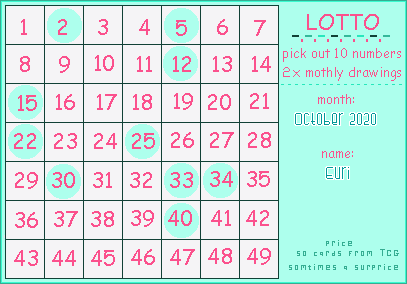 1 2 3 4 5 6 7
8 9 10 11 12 13 14
15 16 17 18 19 20 21
22 23 24 25 26 27 28
29 30 31 32 33 34 35
36 37 38 39 40 41 42
43 44 45 46 47 48 49
LOTTO
pick out 10 numbers
2x mothly drawings
month:
October 2020
name:
Euri
price
50 cards from TCG
somtimes a surprice